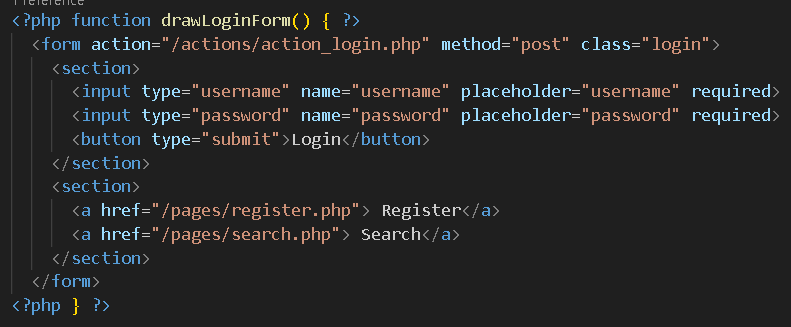 1 reference
<?php function drawLoginForm() { ?>
  <form action="/actions/action_login.php" method="post" class="login">
    <section>
      <input type="username" name="username" placeholder="username" required>
      <input type="password" name="password" placeholder="password" required>
      <button type="submit">Login</button>
    </section>
    <section>
      <a href="/pages/register.php"> Register</a>
      <a href="/pages/search.php"> Search</a>
    </section>
  </form>
<?php } ?>